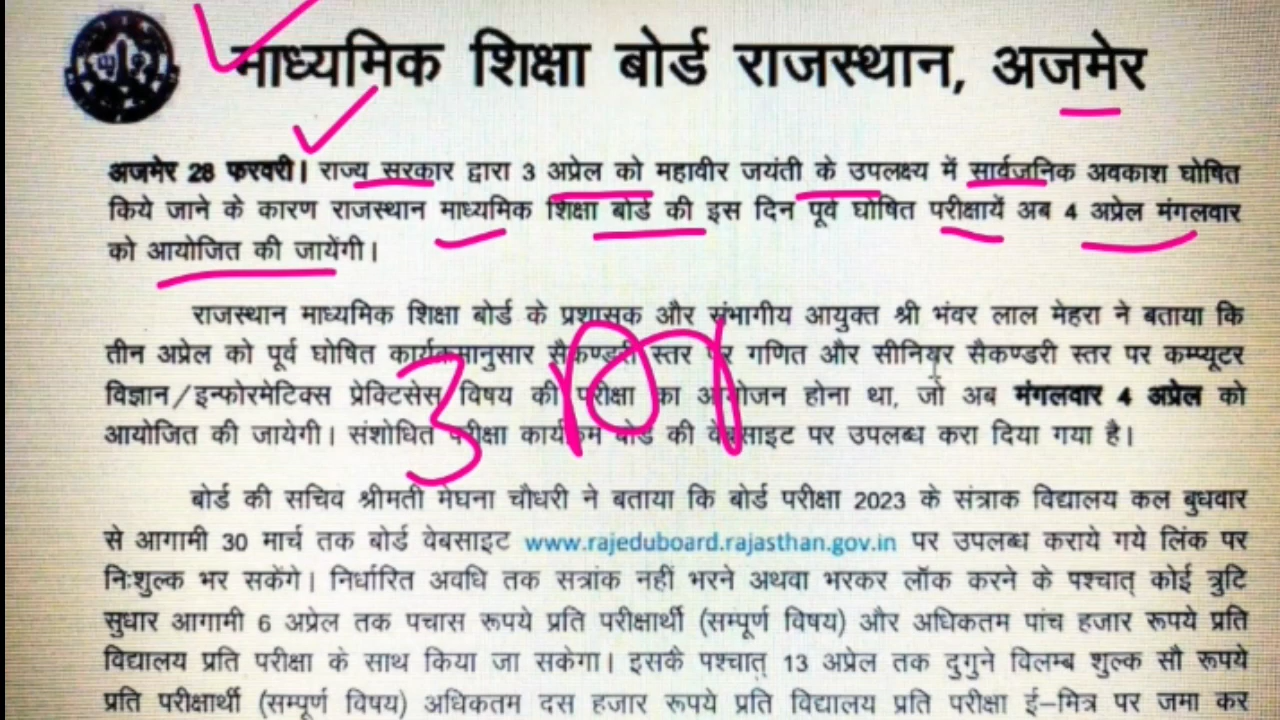 माध्यमिक शिक्षा बोर्ड राजस्थान, अजमेर
अजमेर 28 फरवरी। राज्य सरकार द्वारा 3 अप्रेल को महावीर जयंती के उपलक्ष्य में सार्वजनिक अवकाश घोषित
किये जाने के कारण राजस्थान माध्यमिक शिक्षा बोर्ड की इस दिन पूर्व घोषित परीक्षायें अब 4 अप्रेल मंगलवार
को आयोजित की जायेंगी।
राजस्थान माध्यमिक शिक्षा बोर्ड के प्रशासक और संभागीय आयुक्त श्री भंवर लाल मेहरा ने बताया कि
तीन अप्रेल को पूर्व घोषित कार्यक्रमानुसार सैकण्डरी स्तर पर गणित और सीनियर सैकण्डरी स्तर पर कम्प्यूटर
विज्ञान/इन्फोरमेटिक्स प्रेक्टिसेस विषय की परीक्षा का आयोजन होना था, जो अब मंगलवार 4 अप्रेल को
आयोजित की जायेगी। संशोधित परीक्षा कार्यक्रम बोर्ड की वेबसाइट पर उपलब्ध करा दिया गया है।
3
बोर्ड की सचिव श्रीमती मेघना चौधरी ने बताया कि बोर्ड परीक्षा 2023 के संत्राक विद्यालय कल बुधवार
से आगामी 30 मार्च तक बोर्ड वेबसाइट www.rajeduboard.rajasthan.gov.in पर उपलब्ध कराये गये लिंक पर
निःशुल्क भर सकेंगे। निर्धारित अवधि तक सत्रांक नहीं भरने अथवा भरकर लॉक करने के पश्चात् कोई त्रुटि
सुधार आगामी 6 अप्रेल तक पचास रूपये प्रति परीक्षार्थी (सम्पूर्ण विषय) और अधिकतम पांच हजार रूपये प्रति
विद्यालय प्रति परीक्षा के साथ किया जा सकेगा। इसकै पश्चात् 13 अप्रेल तक दुगुने विलम्ब शुल्क सौ रूपये
प्रति परीक्षार्थी (सम्पूर्ण विषय) अधिकतम दस हजार रूपये प्रति विद्यालय प्रति परीक्षा ई-मित्र पर जमा कर